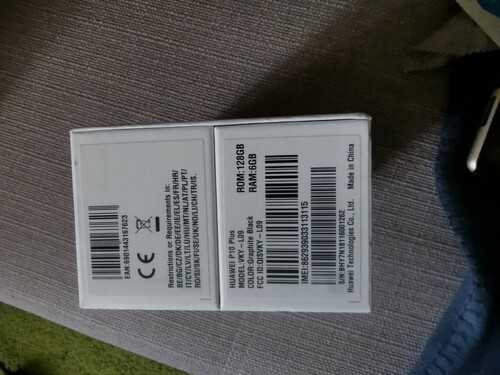 EAN:6901443167623
CE
Restrictions or Requirements in:
BE/BG/CZ/DK/DE/EE/IE/EL/ES/FR/HR/
IT/CY/LV/LT/LU/HU/MT/NL/AT/PL/PT/
RO/SI/SK/FI/SE/UK/NO/LI/CH/TR/IS.
HUAWEI P10 Plus
MODEL:VKY-L09
COLOR:Graphite Black
FCC ID:QISVKY-L09
ROM:128GB
RAM:6GB
IMEI:862939033113115
S/N:BHY7N18116001262
Huawei Technologies Co., Ltd. Made in China